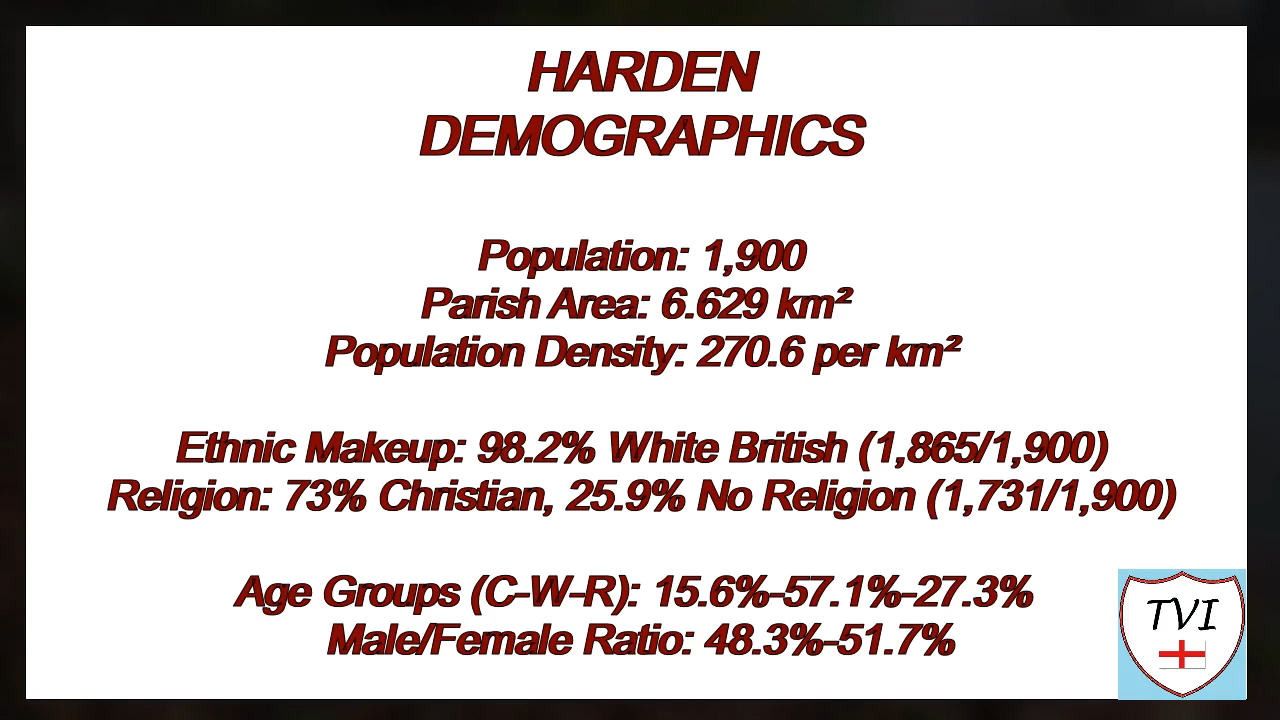 HARDEN
DEMOGRAPHICS
Population: 1,900
Parish Area: 6.629 km²
Population Density: 270.6 per km²
Ethnic Makeup: 98.2% White British (1,865/1,900)
Religion: 73% Christian, 25.9% No Religion (1,731/1,900)
Age Groups (C-W-R): 15.6%-57.1%-27.3%
Male/Female Ratio: 48.3%-51.7%
TVI